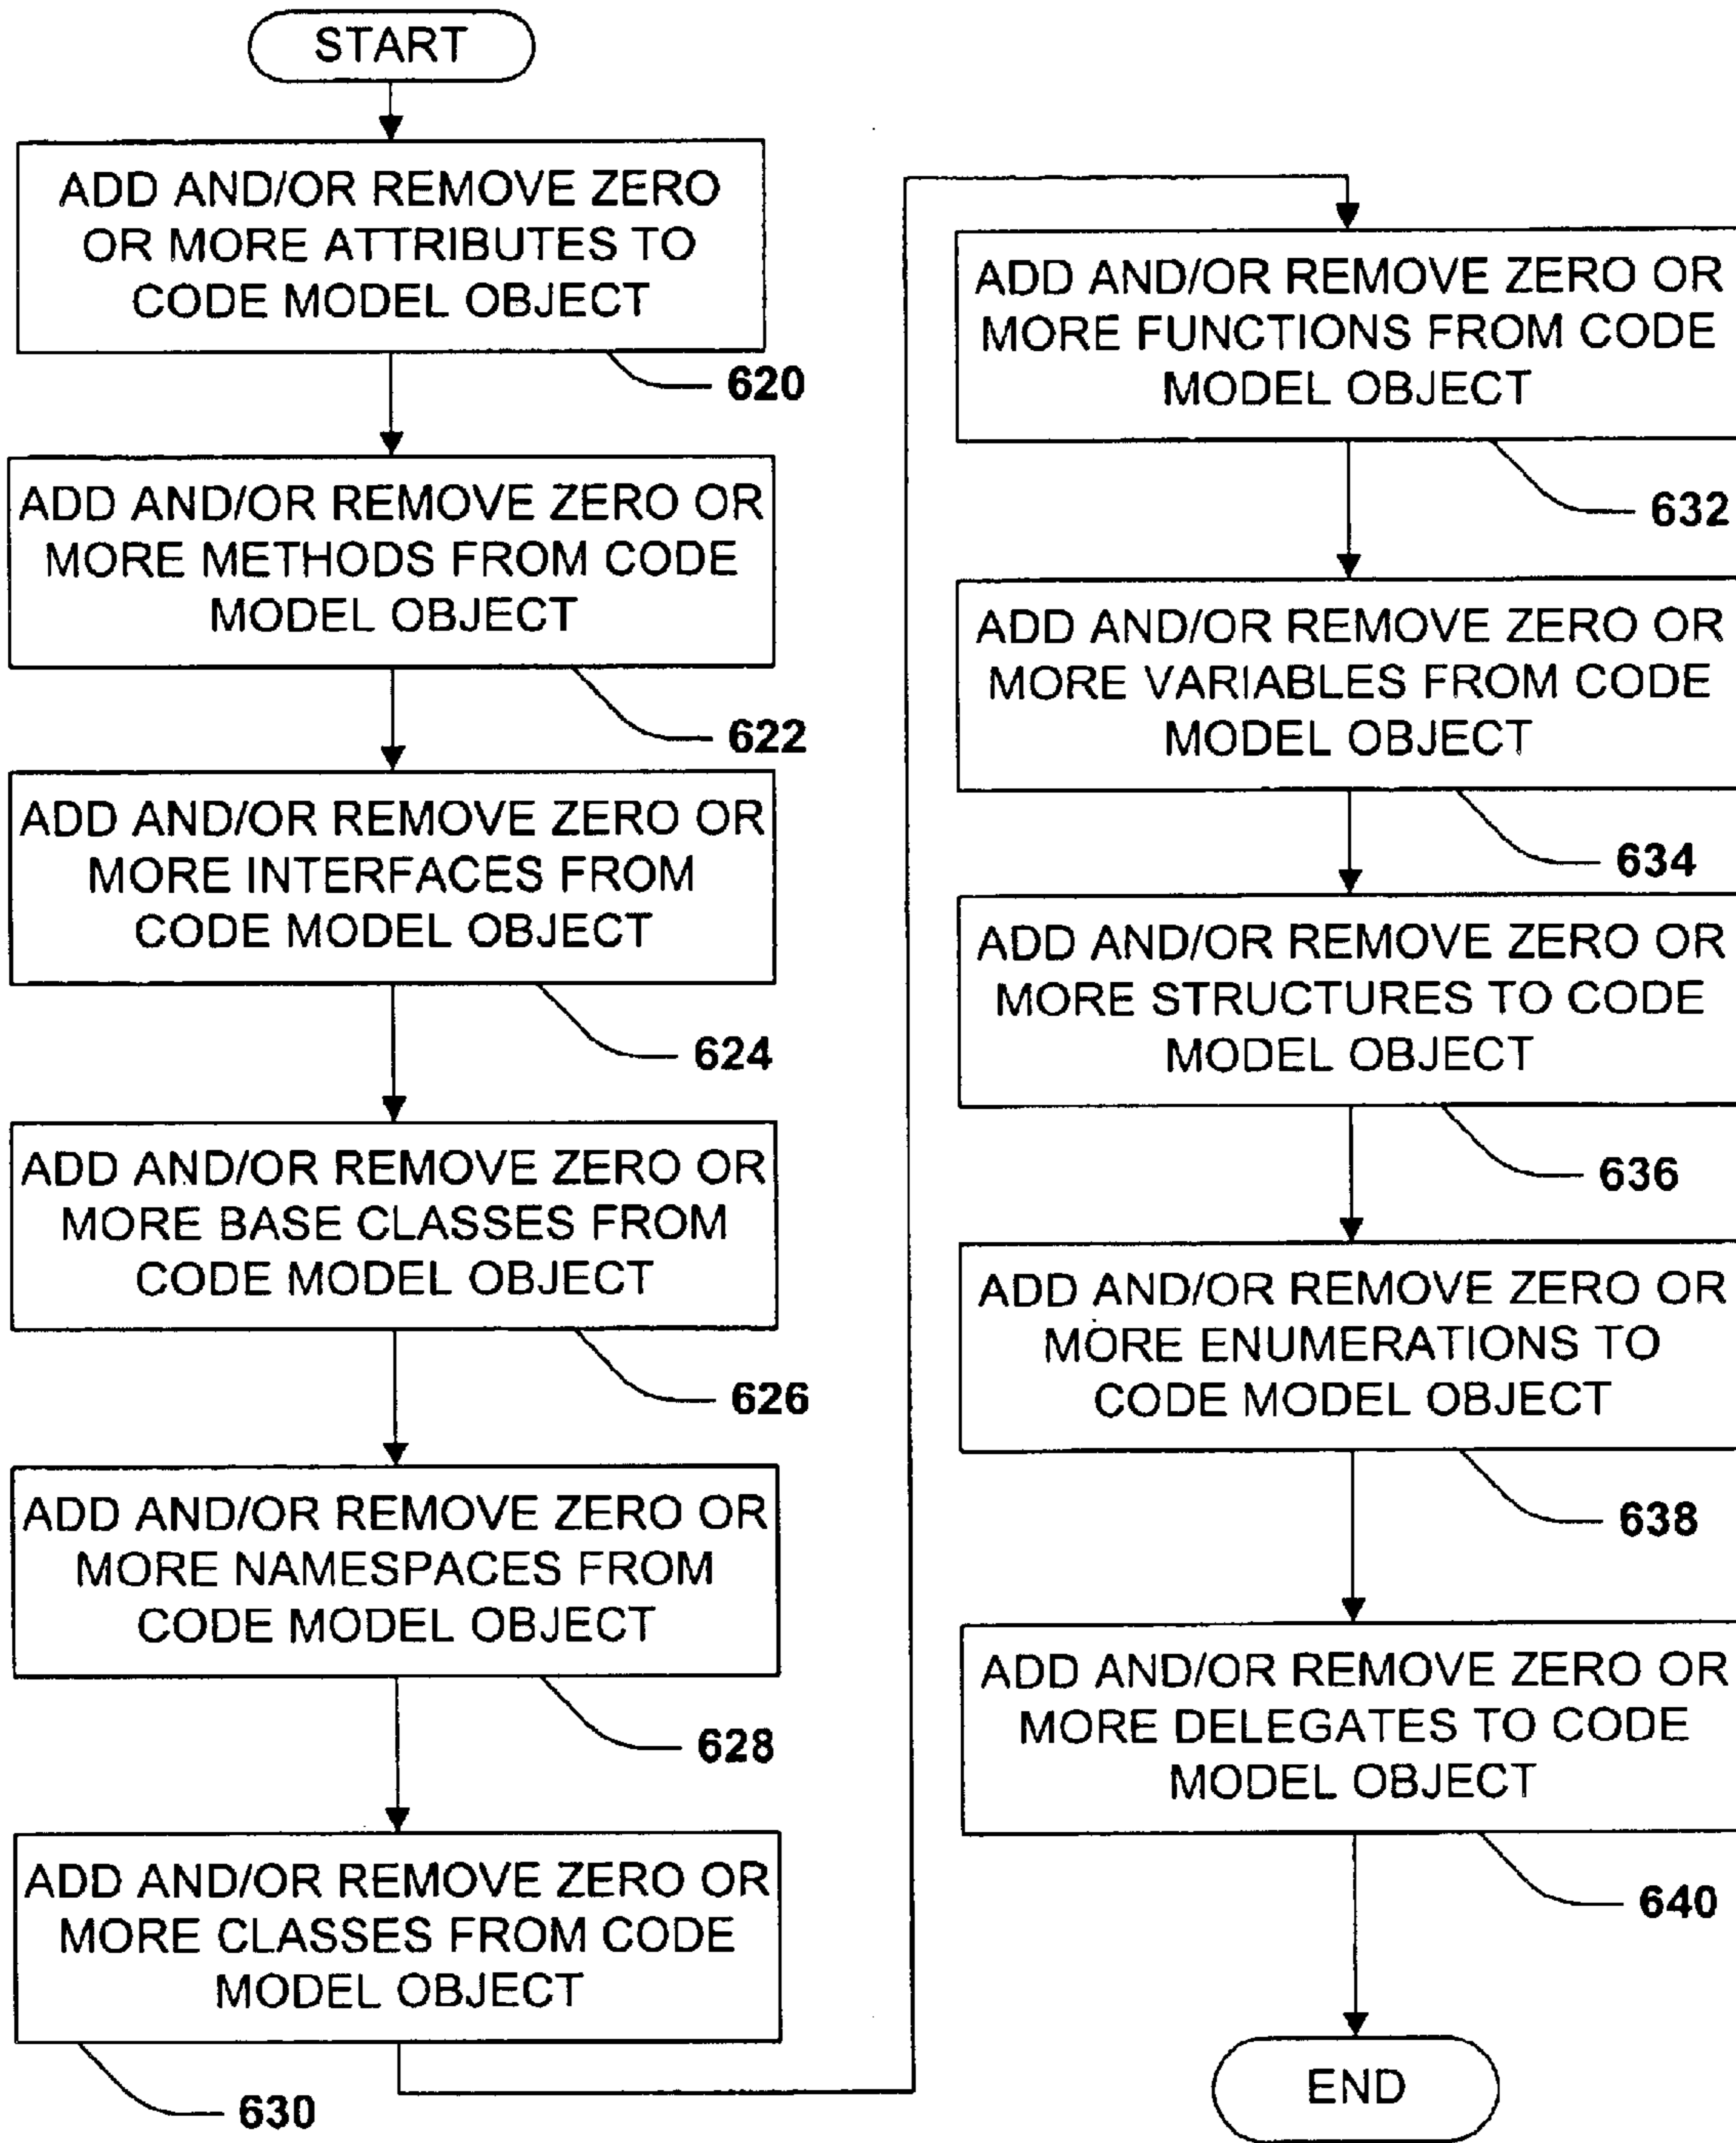 START
ADD AND/OR REMOVE ZERO
OR MORE ATTRIBUTES TO
CODE MODEL OBJECT
620
ADD AND/OR REMOVE ZERO OR
MORE METHODS FROM CODE
MODEL OBJECT
622
ADD AND/OR REMOVE ZERO OR
MORE INTERFACES FROM
CODE MODEL OBJECT
624
ADD AND/OR REMOVE ZERO OR
MORE BASE CLASSES FROM
CODE MODEL OBJECT
626
ADD AND/OR REMOVE ZERO OR
MORE NAMESPACES FROM
CODE MODEL OBJECT
628
ADD AND/OR REMOVE ZERO OR
MORE CLASSES FROM CODE
MODEL OBJECT
630
ADD AND/OR REMOVE ZERO OR
MORE FUNCTIONS FROM CODE
MODEL OBJECT
632
ADD AND/OR REMOVE ZERO OR
MORE VARIABLES FROM CODE
MODEL OBJECT
634
ADD AND/OR REMOVE ZERO OR
MORE STRUCTURES TO CODE
MODEL OBJECT
636
ADD AND/OR REMOVE ZERO OR
MORE ENUMERATIONS TO
CODE MODEL OBJECT
638
ADD AND/OR REMOVE ZERO OR
MORE DELEGATES TO CODE
MODEL OBJECT
640
END